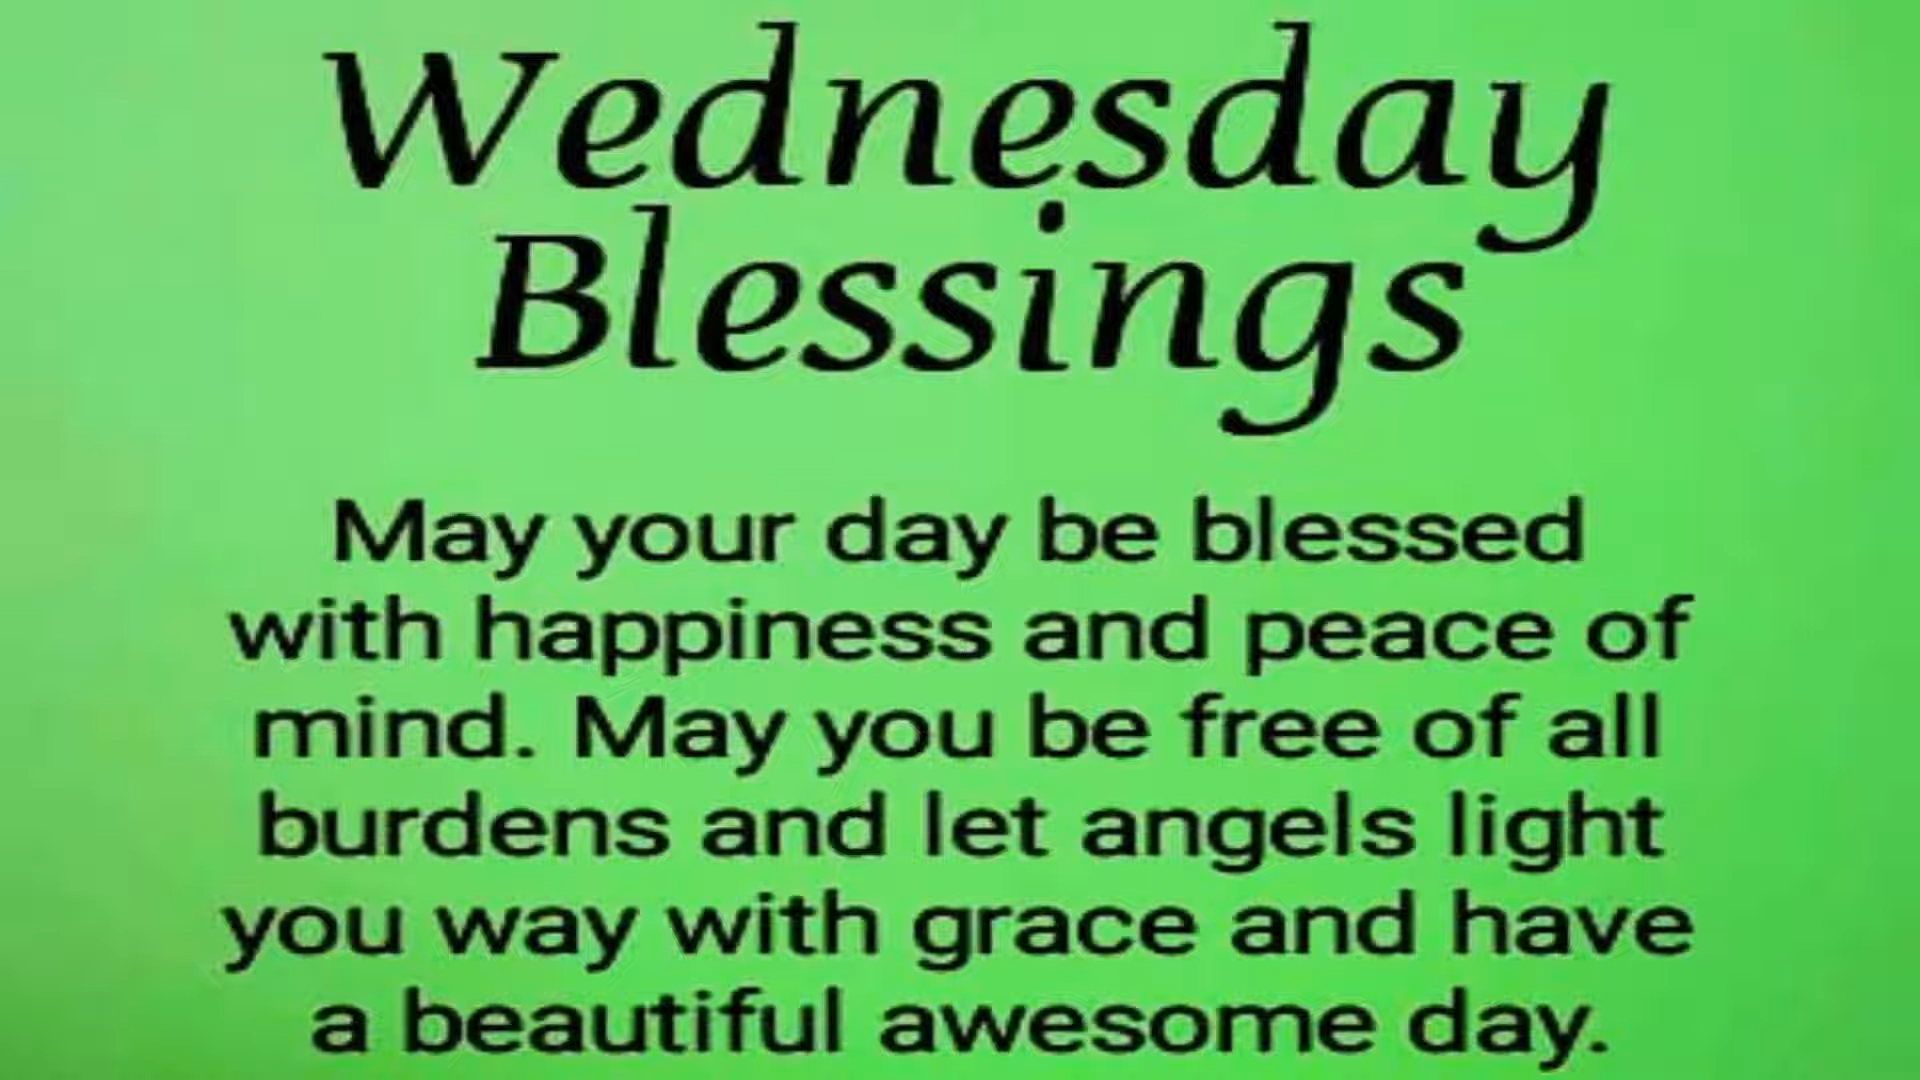 Wednesday
Blessings
May your day be blessed
with happiness and peace of
mind. May you be free of all
burdens and let angels light
you way with grace and have
a beautiful awesome day.